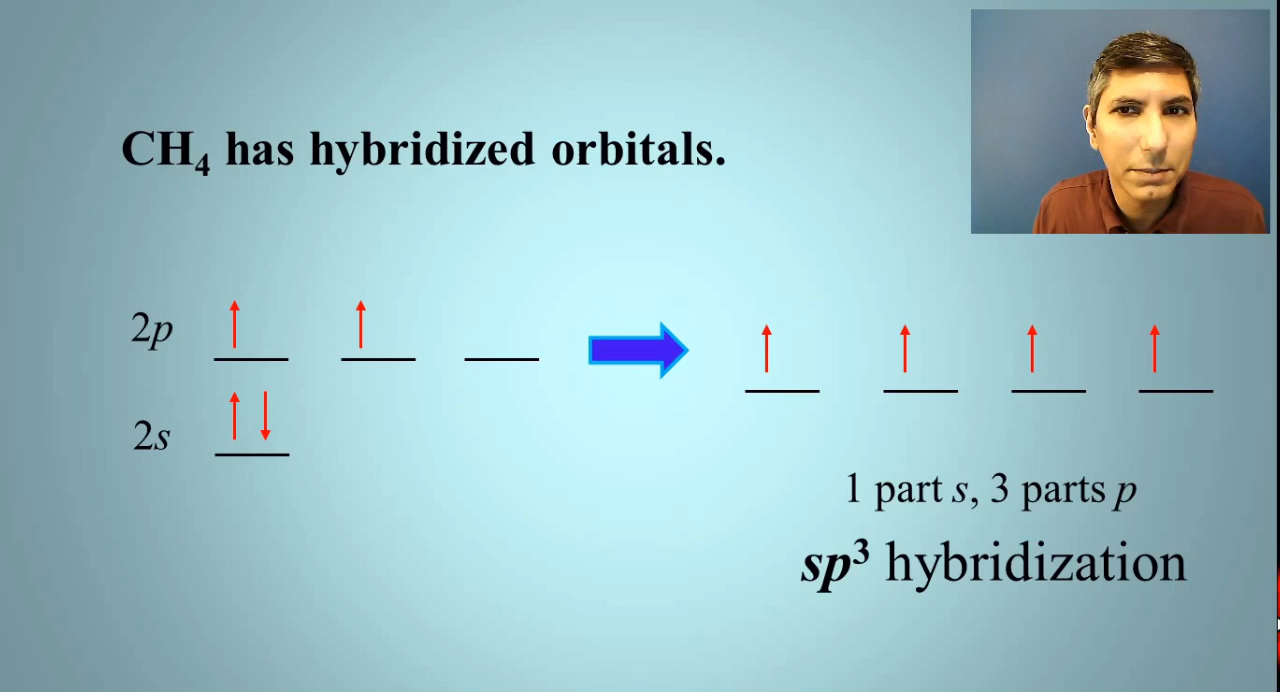 CH₄ has hybridized orbitals.
2p
2s
1 part s, 3 parts p
sp³ hybridization